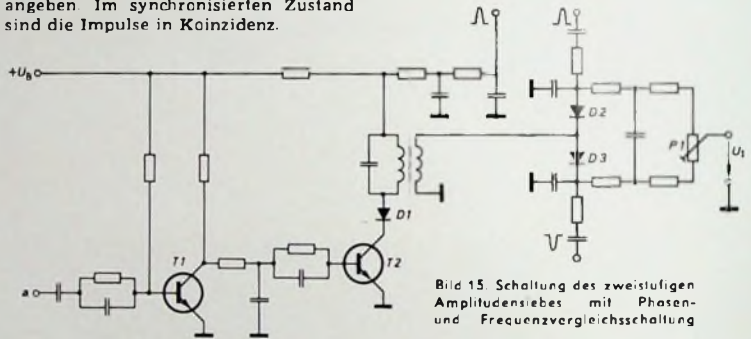 angeben. Im synchronisierten Zustand
sind die Impulse in Koinzidenz.
+U_B
D2
P1
U_1
D3
D1
T1
T2
a
Bild 15. Schaltung des zweistufigen
Amplitudensiebes mit Phasen-
und Frequenzvergleichsschaltung